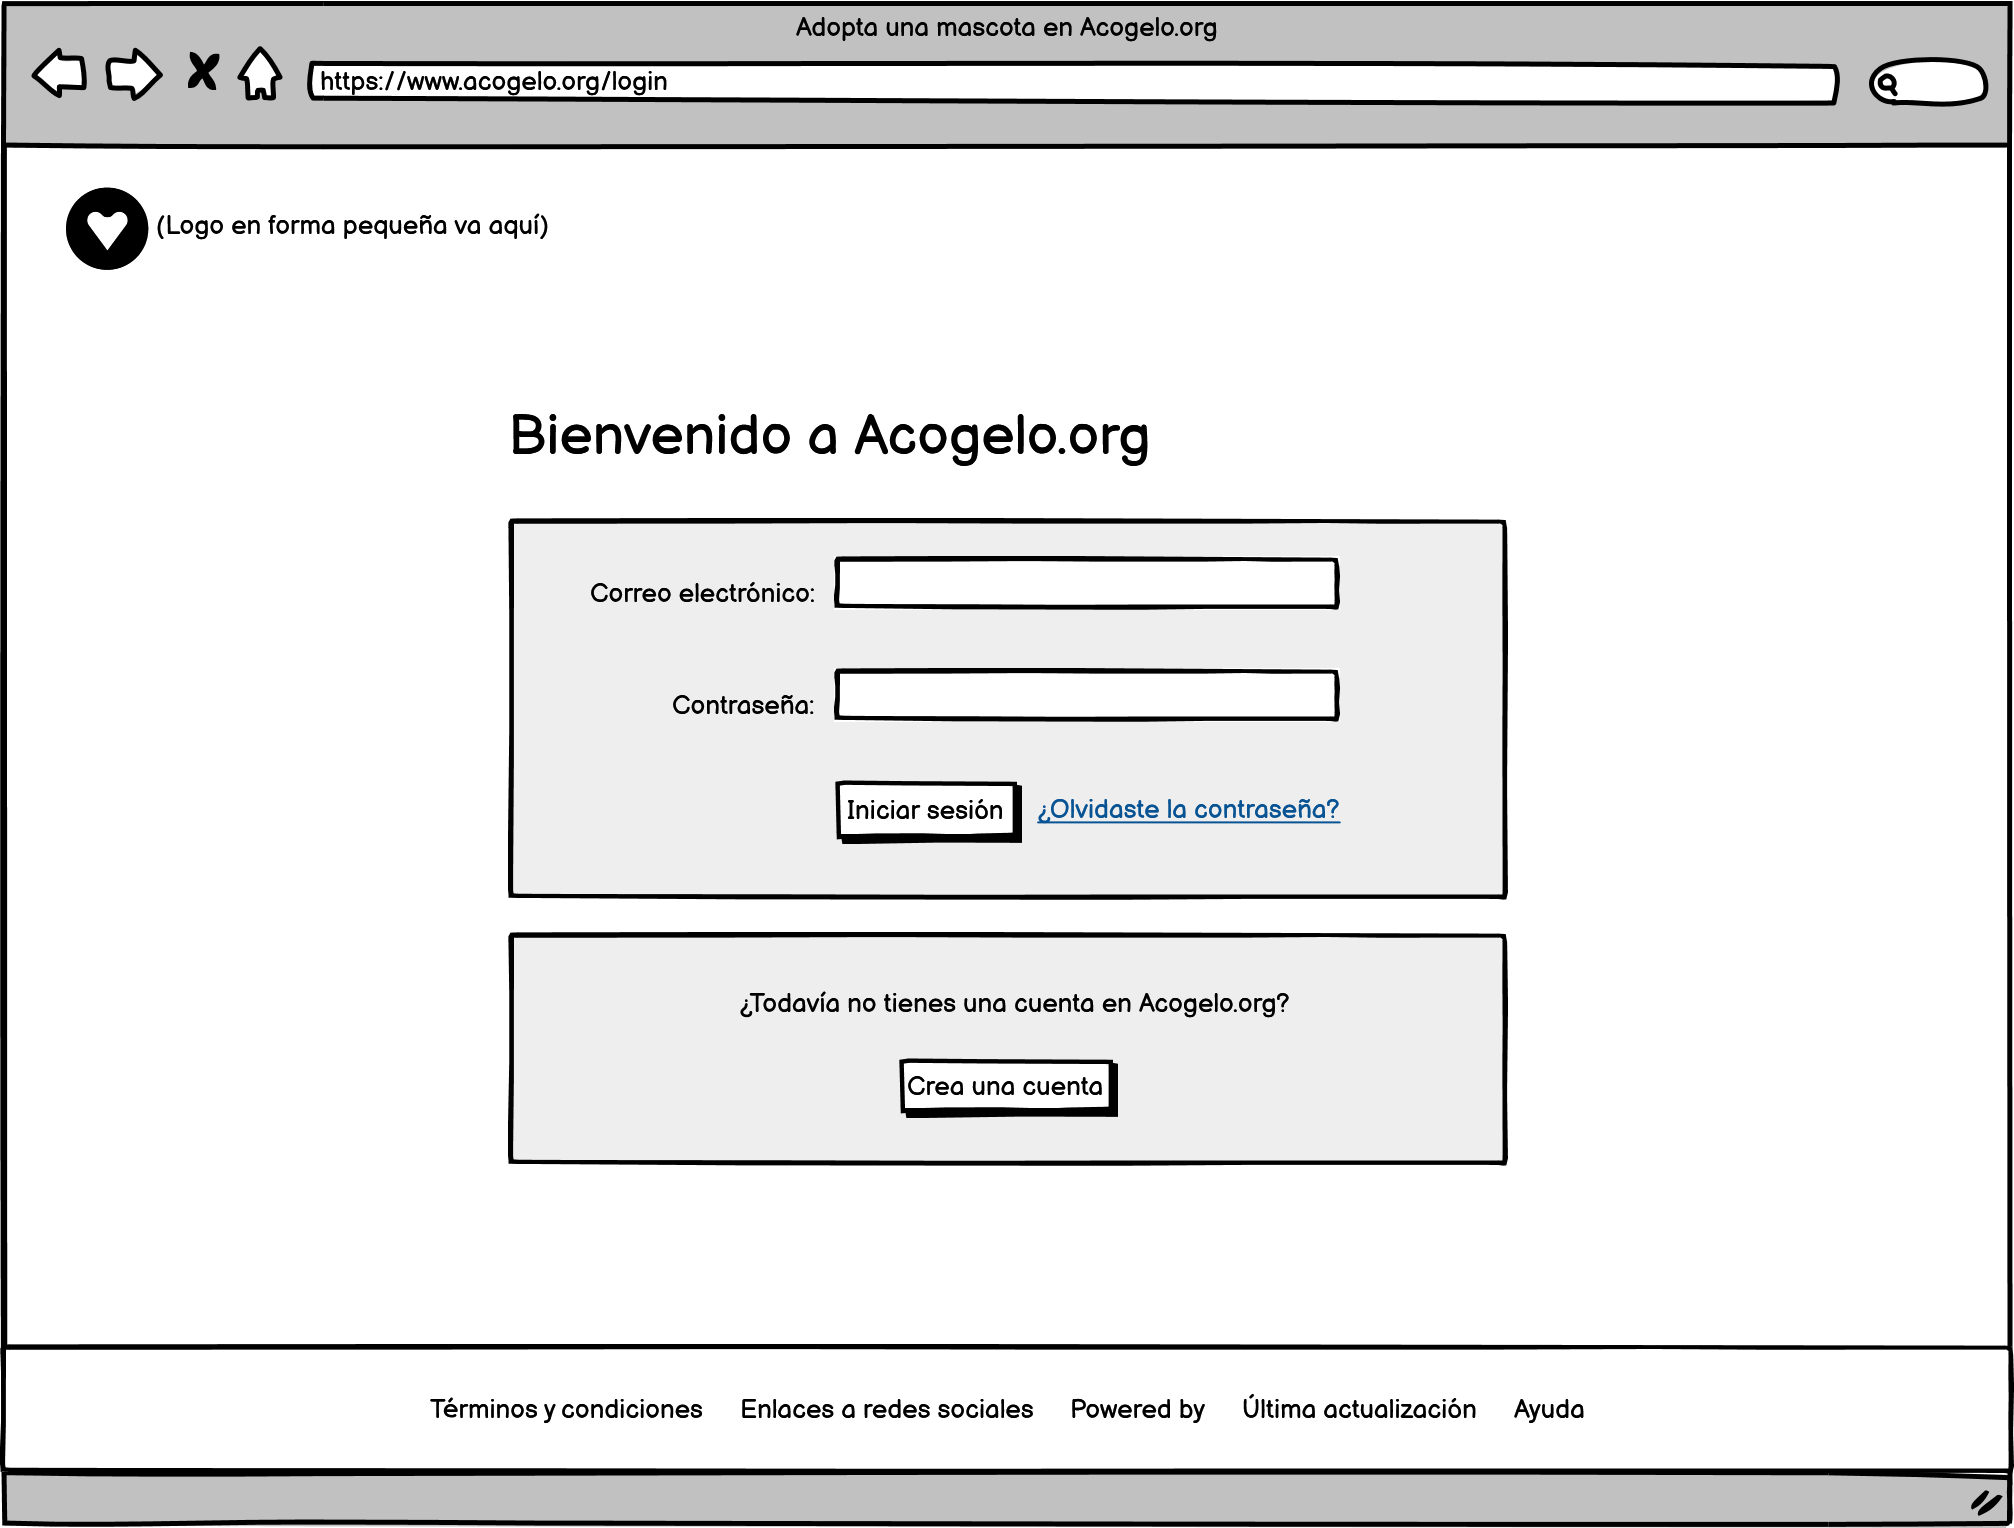 Adopta una mascota en Acogelo.org
https://www.acogelo.org/login
(Logo en forma pequeña va aquí)
Bienvenido a Acogelo.org
Correo electrónico:
Contraseña:
Iniciar sesión ¿Olvidaste la contraseña?
¿Todavía no tienes una cuenta en Acogelo.org?
Crea una cuenta
Términos y condiciones Enlaces a redes sociales Powered by Última actualización Ayuda